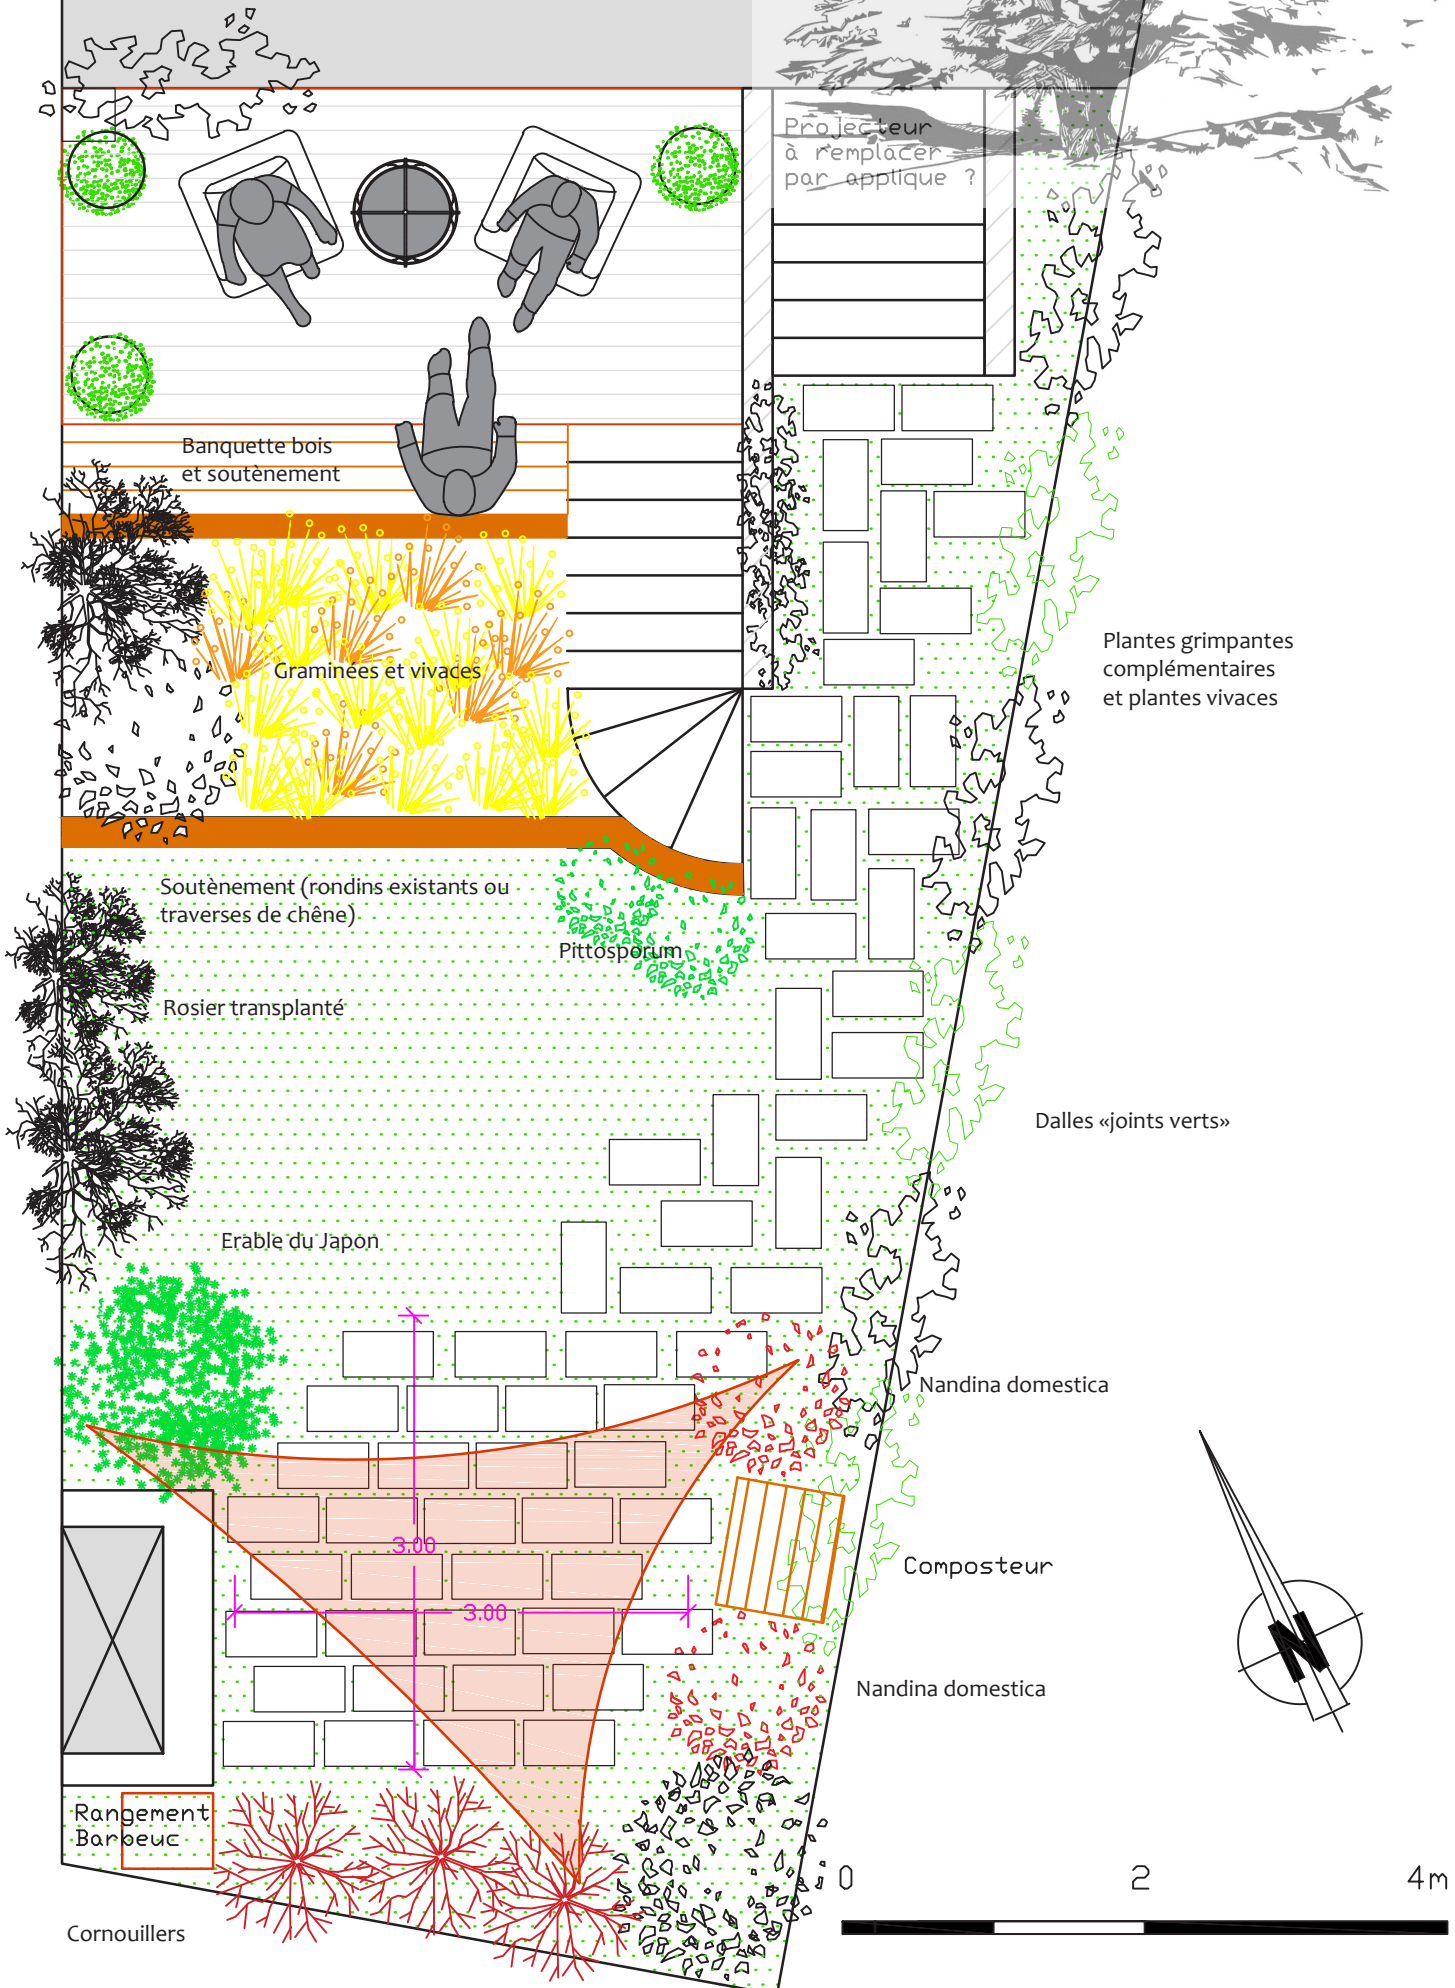 Projecteur
à remplacer
par applique ?
Banquette bois
et soutènement
Graminées et vivaces
Plantes grimpantes
complémentaires
et plantes vivaces
Soutènement (rondins existants ou
traverses de chêne)
Pittosporum
Rosier transplanté
Dalles «joints verts»
Erable du Japon
Nandina domestica
3.00
Composteur
3.00
N
Nandina domestica
Rangement
Barbeuc
0 2 4m
Cornouillers